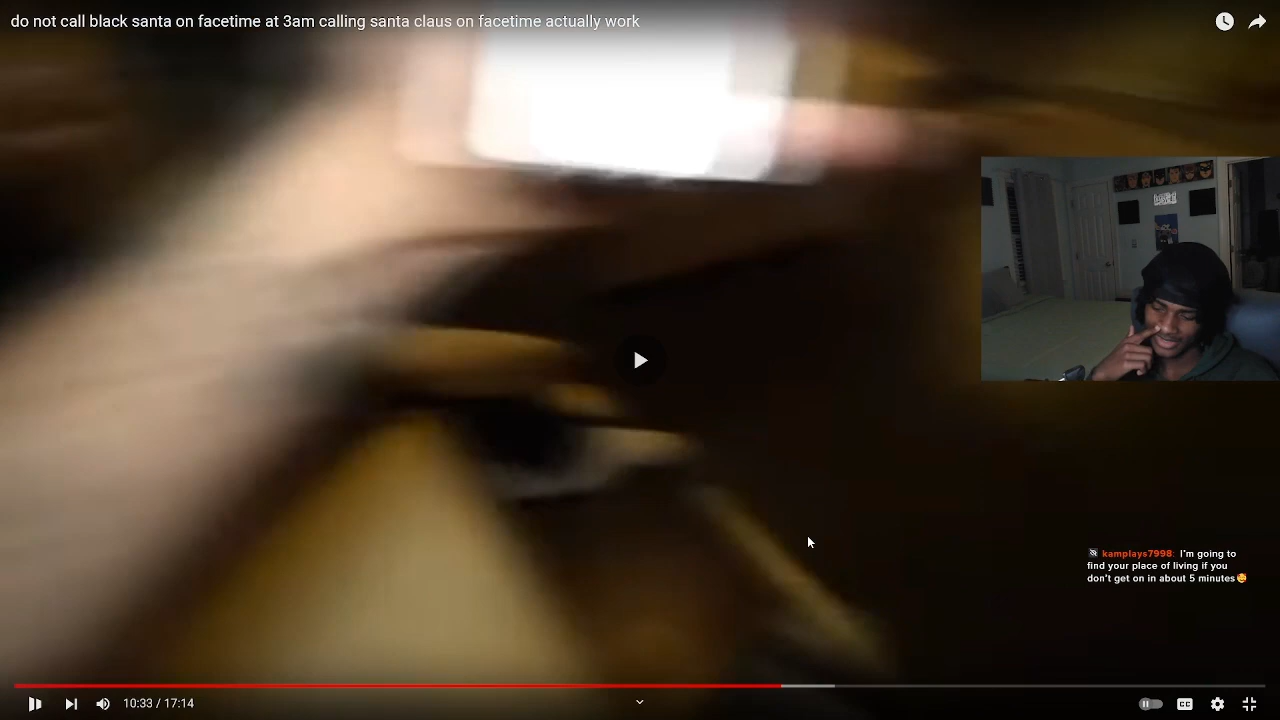 do not call black santa on facetime at 3am calling santa claus on facetime actually work
kamplays7998: I'm going to
find your place of living if you
don't get on in about 5 minutes🥰
10:33 / 17:14
CC